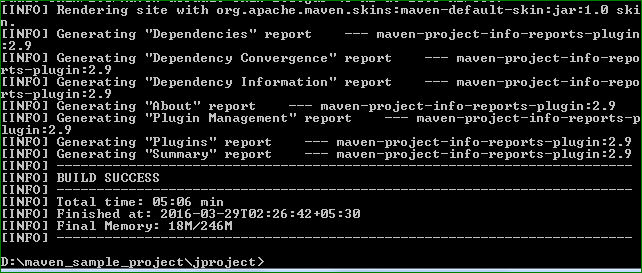 [INFO] Rendering site with org.apache.maven.skins:maven-default-skin:jar:1.0 ski
n.
[INFO] Generating "Dependencies" report    --- maven-project-info-reports-plugin
:2.9
[INFO] Generating "Dependency Convergence" report    --- maven-project-info-repo
rts-plugin:2.9
[INFO] Generating "Dependency Information" report    --- maven-project-info-repo
rts-plugin:2.9
[INFO] Generating "About" report    --- maven-project-info-reports-plugin:2.9
[INFO] Generating "Plugin Management" report    --- maven-project-info-reports-p
lugin:2.9
[INFO] Generating "Plugins" report    --- maven-project-info-reports-plugin:2.9
[INFO] Generating "Summary" report    --- maven-project-info-reports-plugin:2.9
[INFO] ------------------------------------------------------------------------
[INFO] BUILD SUCCESS
[INFO] ------------------------------------------------------------------------
[INFO] Total time: 05:06 min
[INFO] Finished at: 2016-03-29T02:26:42+05:30
[INFO] Final Memory: 18M/246M
[INFO] ------------------------------------------------------------------------
D:\maven_sample_project\jproject>